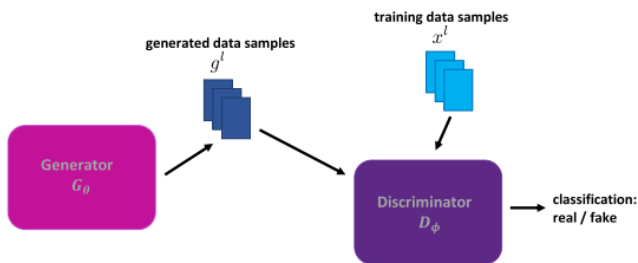 training data samples
x^l
generated data samples
g^l
Generator
G_θ
Discriminator
D_ϕ
classification:
real / fake